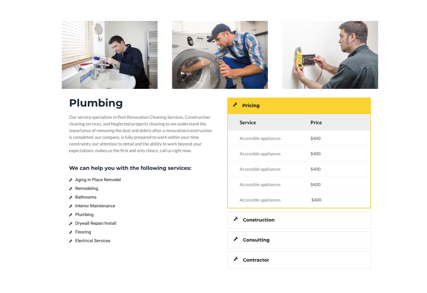 Plumbing
Our service specializes in Post Renovation Cleaning Services, Construction
cleaning services, and Neglected property cleaning so we understand the
importance of removing the dust and debris after a renovation/construction
is completed. our company, is fully prepared to work within your time
constraints, our attention to detail and the ability to work beyond your
expectations, makes us the first and only choice, call us right now.
We can help you with the following services:
Aging in Place Remodel
Remodeling
Bathrooms
Interior Maintenance
Plumbing
Drywall Repair/Install
Flooring
Electrical Services
Pricing
Service Price
Accessible appliances $400
Accessible appliances $400
Accessible appliances $400
Accessible appliances $400
Accessible appliances $400
Construction
Consulting
Contractor